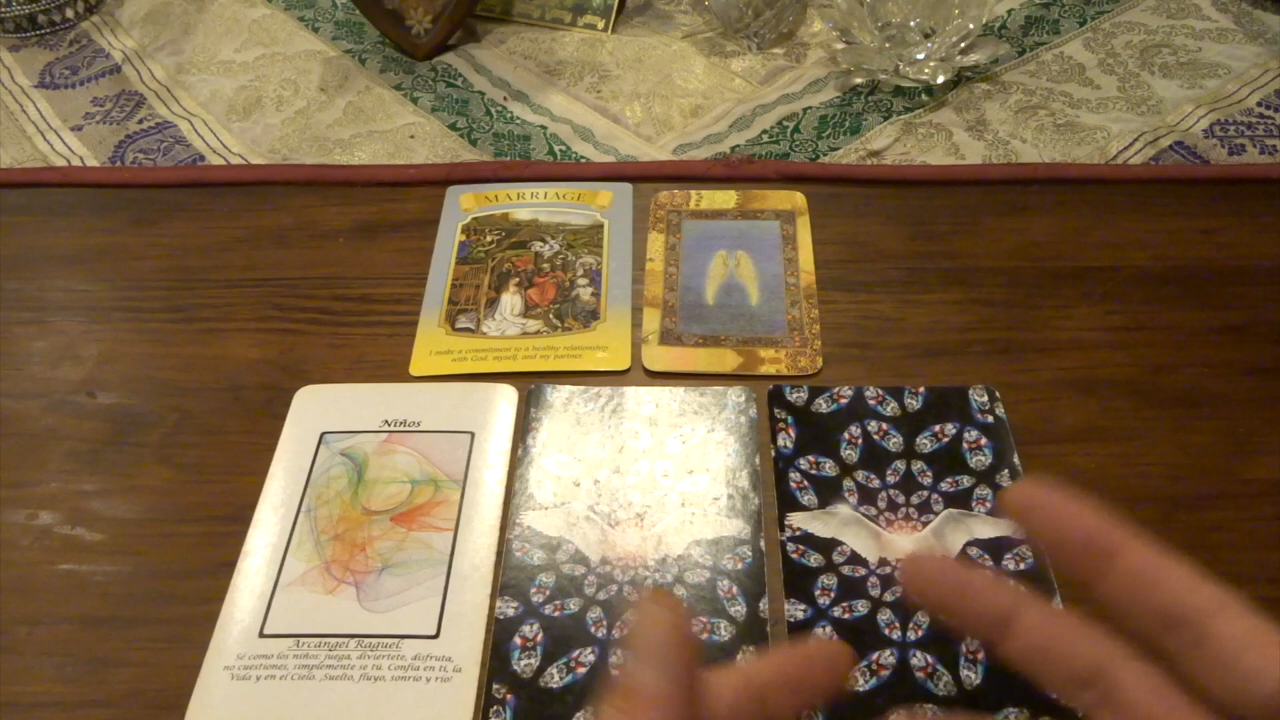 MARRIAGE
I make a commitment to a healthy relationship
with God, myself, and my partner.
Niños
Arcángel Raguel:
Sé como los niños: juega, diviértete, disfruta,
no cuestiones, simplemente se tú. Confía en tí, la
Vida y en el Cielo. ¡Suelto, fluyo, sonrío y río!